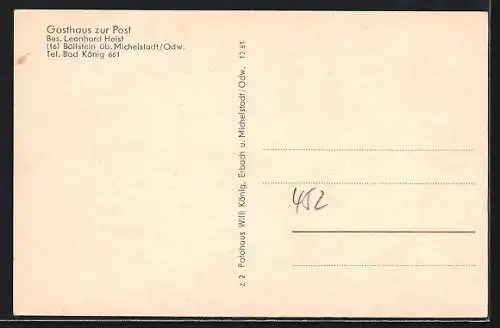 Gasthaus zur Post
Bes. Leonhard Heist
(16) Böllstein üb. Michelstadt/Odw.
Tel. Bad König 661
z 2 Fotohaus Willi König, Erbach u. Michelstadt/Odw. 12 61
452